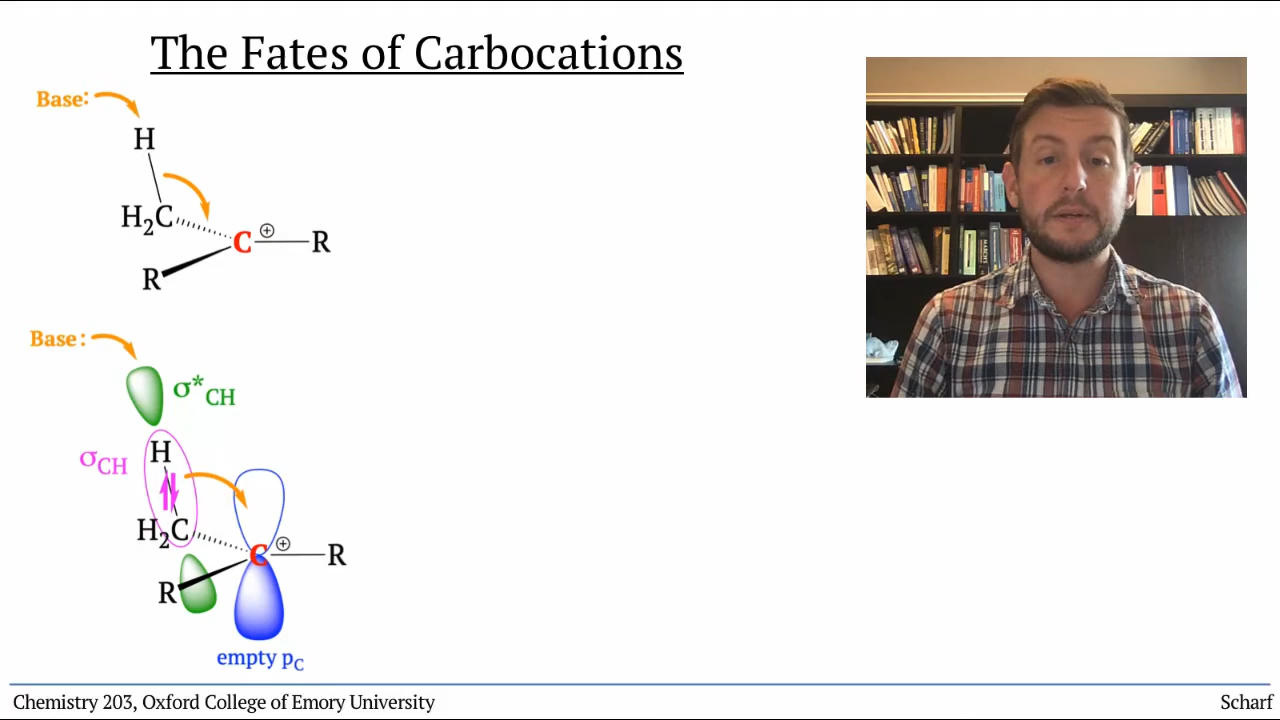 The Fates of Carbocations
Base:
H
H₂C
C ⊕ R
R
Base:
σ*CH
H
σCH
H₂C
C ⊕ R
R
empty pC
Chemistry 203, Oxford College of Emory University
Scharf